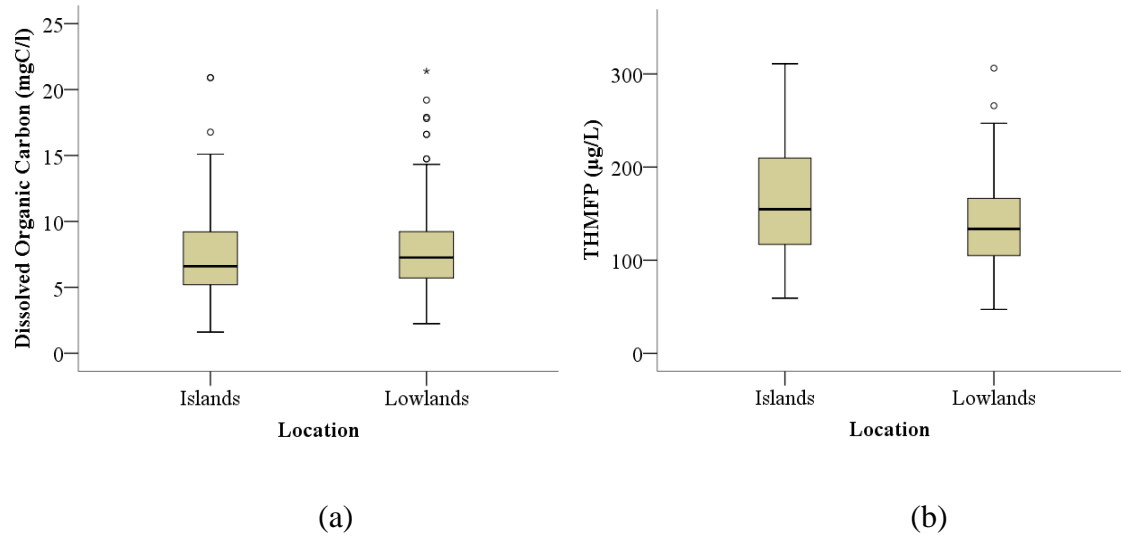 Dissolved Organic Carbon (mgC/l)
25
20
15
10
5
0
Islands
Lowlands
Location
(a)
THMFP (µg/L)
300
200
100
0
Islands
Lowlands
Location
(b)